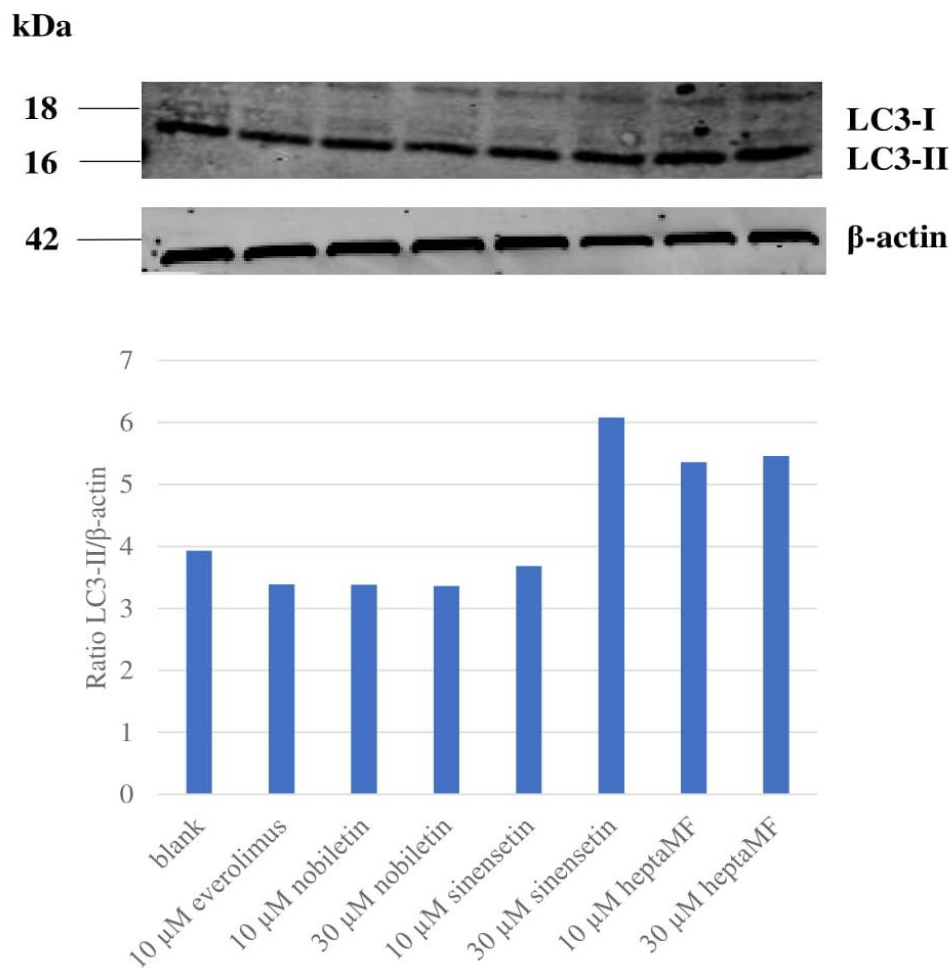 kDa
18
16
LC3-I
LC3-II
42
β-actin
7
6
5
4
3
2
1
0
Ratio LC3-II/β-actin
blank
10 μM everolimus
10 μM nobiletin
30 μM nobiletin
10 μM sinensetin
30 μM sinensetin
10 μM heptaMF
30 μM heptaMF